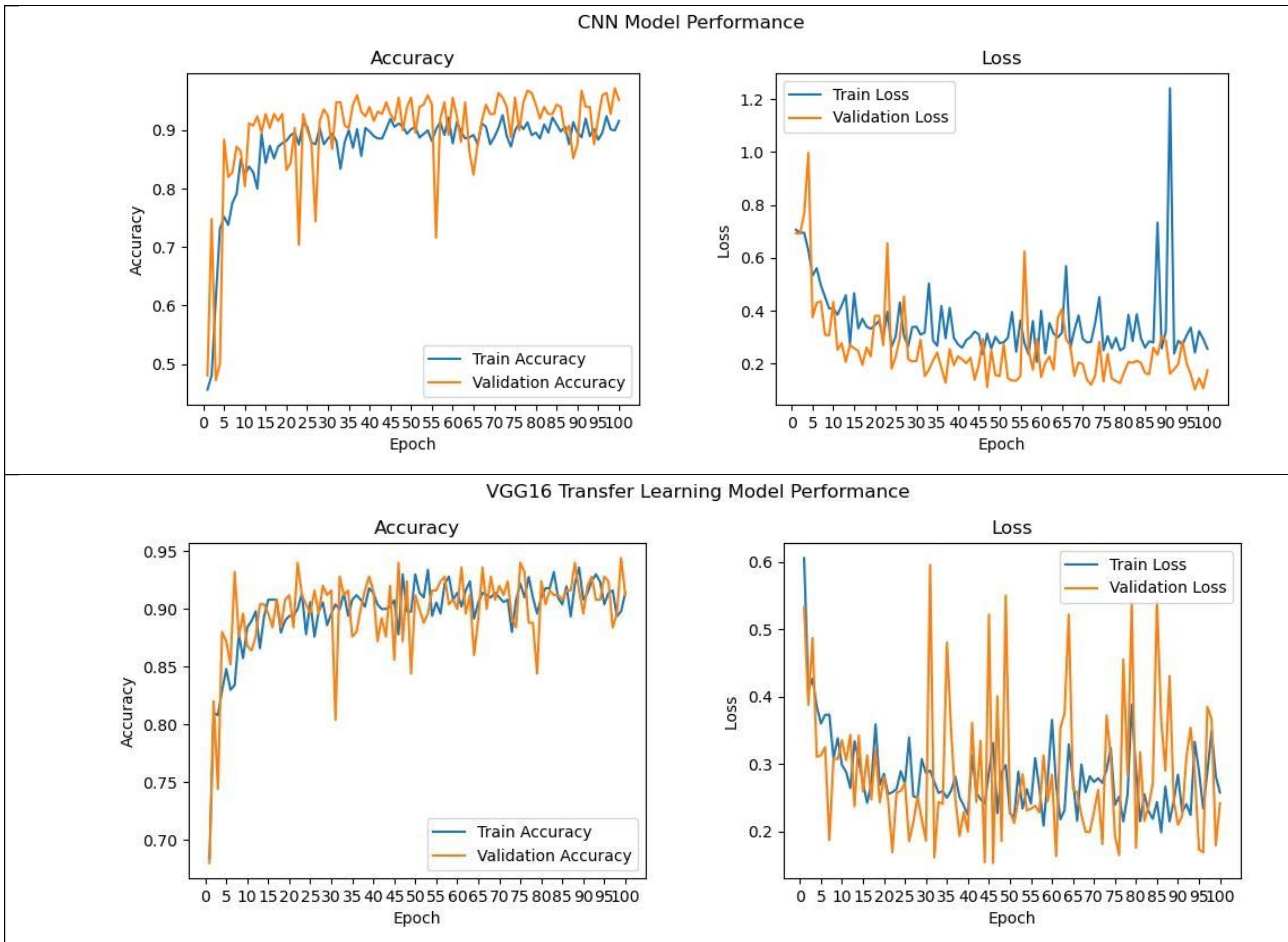 CNN Model Performance
Accuracy
Accuracy
0.9
0.8
0.7
0.6
0.5
Train Accuracy
Validation Accuracy
0 5 10 15 20 25 30 35 40 45 50 55 60 65 70 75 80 85 90 95 100
Epoch
Loss
Loss
1.2
1.0
0.8
0.6
0.4
0.2
Train Loss
Validation Loss
0 5 10 15 20 25 30 35 40 45 50 55 60 65 70 75 80 85 90 95 100
Epoch
VGG16 Transfer Learning Model Performance
Accuracy
Accuracy
0.95
0.90
0.85
0.80
0.75
0.70
Train Accuracy
Validation Accuracy
0 5 10 15 20 25 30 35 40 45 50 55 60 65 70 75 80 85 90 95 100
Epoch
Loss
Loss
0.6
0.5
0.4
0.3
0.2
Train Loss
Validation Loss
0 5 10 15 20 25 30 35 40 45 50 55 60 65 70 75 80 85 90 95 100
Epoch